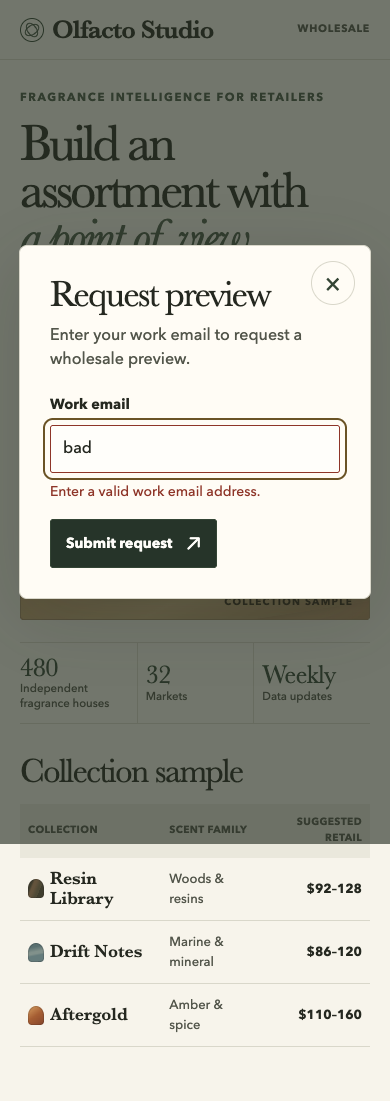 Olfacto Studio
WHOLESALE
FRAGRANCE INTELLIGENCE FOR RETAILERS
Build an
assortment with
a point of view
Request preview
Enter your work email to request a
wholesale preview.
Work email
bad
Enter a valid work email address.
Submit request
COLLECTION SAMPLE
480
Independent
fragrance houses
32
Markets
Weekly
Data updates
Collection sample
COLLECTION
SCENT FAMILY
SUGGESTED
RETAIL
Resin
Library
Woods &
resins
$92–128
Drift Notes
Marine &
mineral
$86–120
Aftergold
Amber &
spice
$110–160